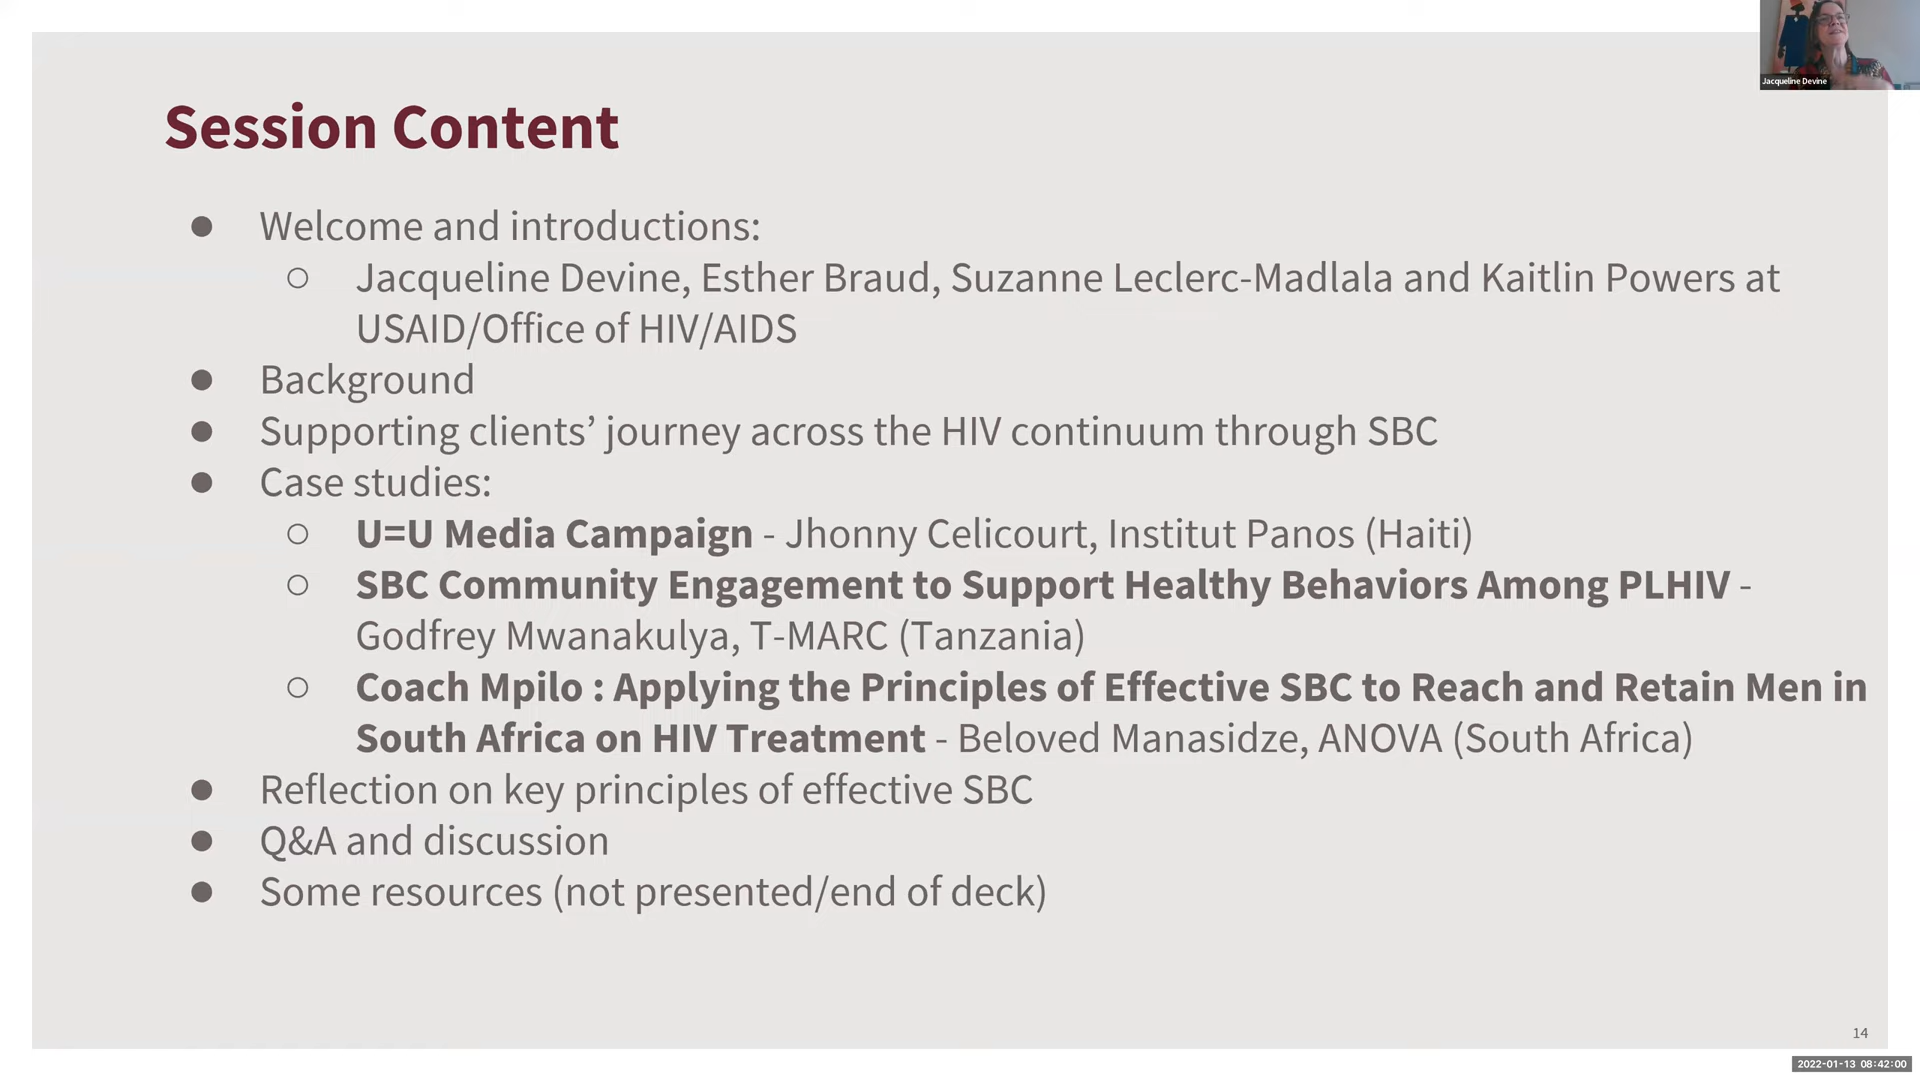 Jacqueline Devine
Session Content
● Welcome and introductions:
○ Jacqueline Devine, Esther Braud, Suzanne Leclerc-Madlala and Kaitlin Powers at
USAID/Office of HIV/AIDS
● Background
● Supporting clients’ journey across the HIV continuum through SBC
● Case studies:
○ U=U Media Campaign - Jhonny Celicourt, Institut Panos (Haiti)
○ SBC Community Engagement to Support Healthy Behaviors Among PLHIV -
Godfrey Mwanakulya, T-MARC (Tanzania)
○ Coach Mpilo : Applying the Principles of Effective SBC to Reach and Retain Men in
South Africa on HIV Treatment - Beloved Manasidze, ANOVA (South Africa)
● Reflection on key principles of effective SBC
● Q&A and discussion
● Some resources (not presented/end of deck)
14
2022-01-13 08:42:00